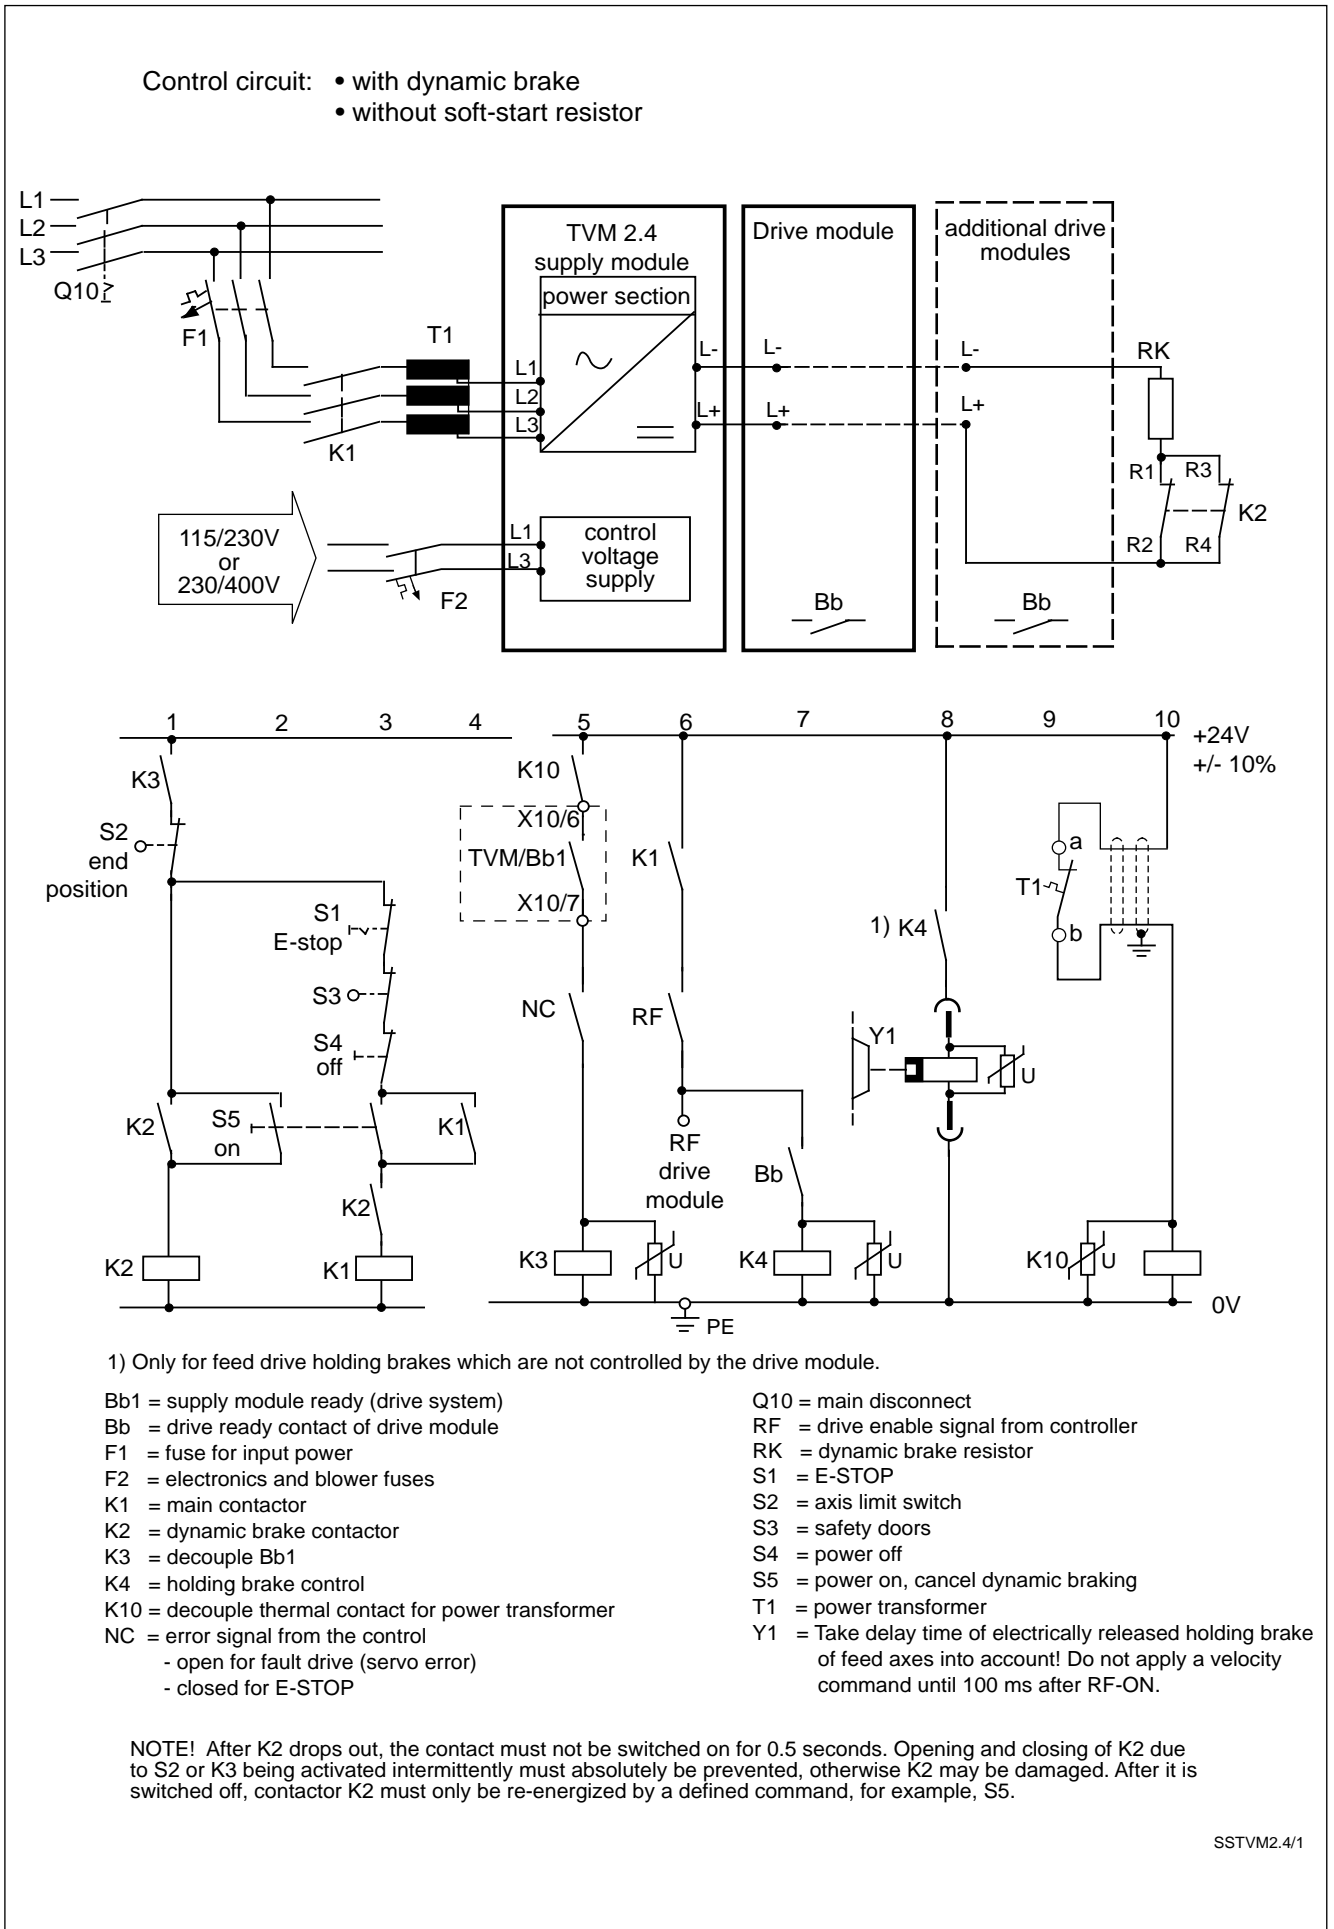 Control circuit: • with dynamic brake
• without soft-start resistor
L1
L2
L3
Q10
F1
K1
T1
TVM 2.4
supply module
power section
L1
L2
L3
L-
L+
Drive module
L-
L+
additional drive
modules
L-
L+
RK
R1
R3
K2
R2
R4
115/230V
or
230/400V
F2
L1
L3
control
voltage
supply
Bb
Bb
1 2 3 4 5 6 7 8 9 10
+24V
+/- 10%
K3
S2
end
position
S1
E-stop
S3
S4
off
K2
S5
on
K1
K2
K2
K1
K10
X10/6
TVM/Bb1
X10/7
NC
K1
RF
RF
drive
module
Bb
K3
U
K4
U
1) K4
Y1
U
a
T1
b
K10
U
0V
PE
1) Only for feed drive holding brakes which are not controlled by the drive module.
Bb1 = supply module ready (drive system)
Bb = drive ready contact of drive module
F1 = fuse for input power
F2 = electronics and blower fuses
K1 = main contactor
K2 = dynamic brake contactor
K3 = decouple Bb1
K4 = holding brake control
K10 = decouple thermal contact for power transformer
NC = error signal from the control
- open for fault drive (servo error)
- closed for E-STOP
Q10 = main disconnect
RF = drive enable signal from controller
RK = dynamic brake resistor
S1 = E-STOP
S2 = axis limit switch
S3 = safety doors
S4 = power off
S5 = power on, cancel dynamic braking
T1 = power transformer
Y1 = Take delay time of electrically released holding brake
of feed axes into account! Do not apply a velocity
command until 100 ms after RF-ON.
NOTE! After K2 drops out, the contact must not be switched on for 0.5 seconds. Opening and closing of K2 due
to S2 or K3 being activated intermittently must absolutely be prevented, otherwise K2 may be damaged. After it is
switched off, contactor K2 must only be re-energized by a defined command, for example, S5.
SSTVM2.4/1